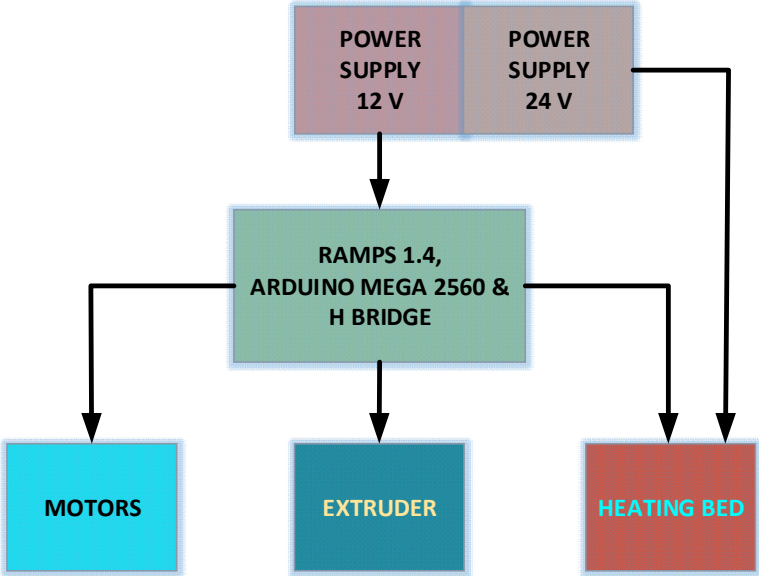 POWER
SUPPLY
12 V
POWER
SUPPLY
24 V
RAMPS 1.4,
ARDUINO MEGA 2560 &
H BRIDGE
MOTORS
EXTRUDER
HEATING BED